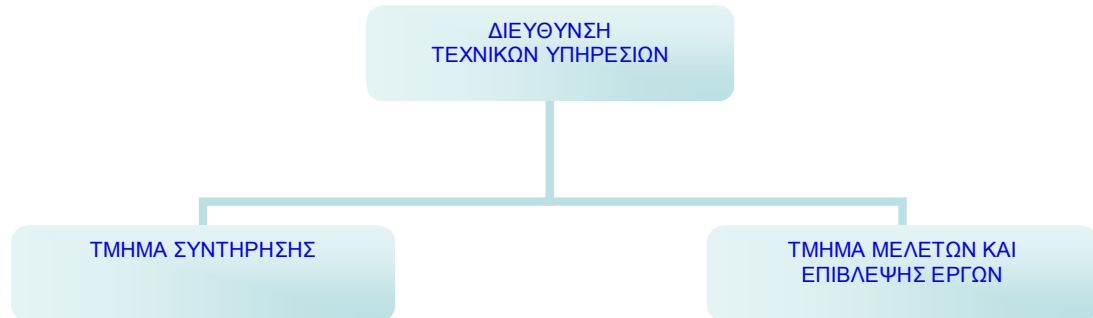 ΔΙΕΥΘΥΝΣΗ
ΤΕΧΝΙΚΩΝ ΥΠΗΡΕΣΙΩΝ
ΤΜΗΜΑ ΣΥΝΤΗΡΗΣΗΣ
ΤΜΗΜΑ ΜΕΛΕΤΩΝ ΚΑΙ
ΕΠΙΒΛΕΨΗΣ ΕΡΓΩΝ